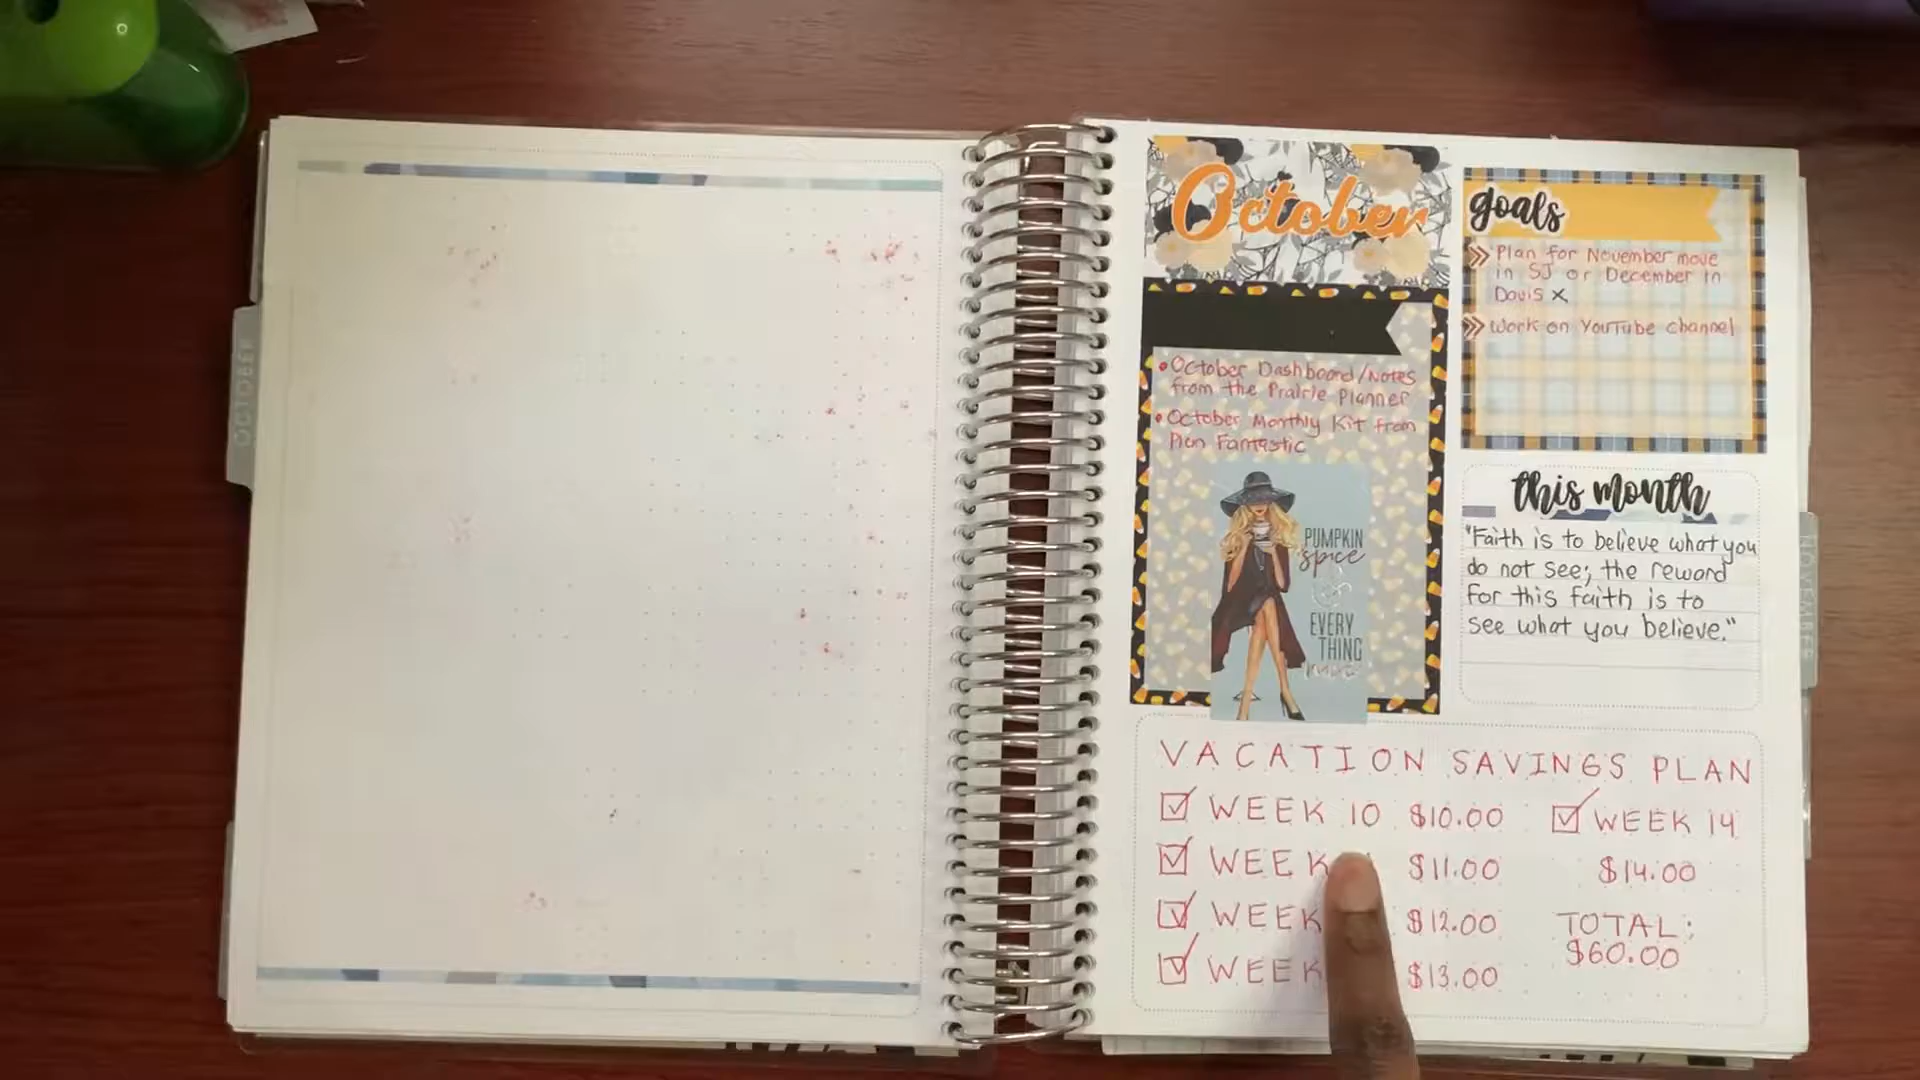 OCTOBER
October
• October Dashboard/Notes
from the Prairie Planner
• October Monthly Kit from
Plan Fantastic
PUMPKIN
spice
&
EVERY
THING
goals
Plan for November move
in SJ or December in
Davis x
Work on YouTube channel
this month
"Faith is to believe what you
do not see; the reward
for this faith is to
see what you believe."
NOVEMBER
VACATION SAVINGS PLAN
WEEK 10 $10.00
WEEK $11.00
WEEK $12.00
WEEK $13.00
WEEK 14
$14.00
TOTAL:
$60.00